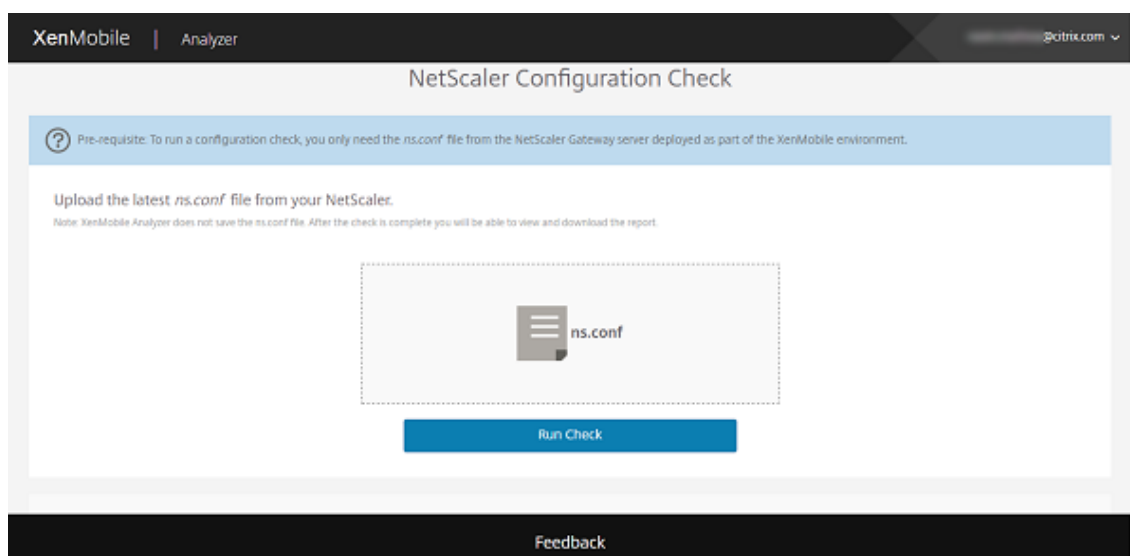 XenMobile | Analyzer
@citrix.com
NetScaler Configuration Check
Pre-requisite: To run a configuration check, you only need the ns.conf file from the NetScaler Gateway server deployed as part of the XenMobile environment.
Upload the latest ns.conf file from your NetScaler.
Note: XenMobile Analyzer does not save the ns.conf file. After the check is complete you will be able to view and download the report.
ns.conf
Run Check
Feedback